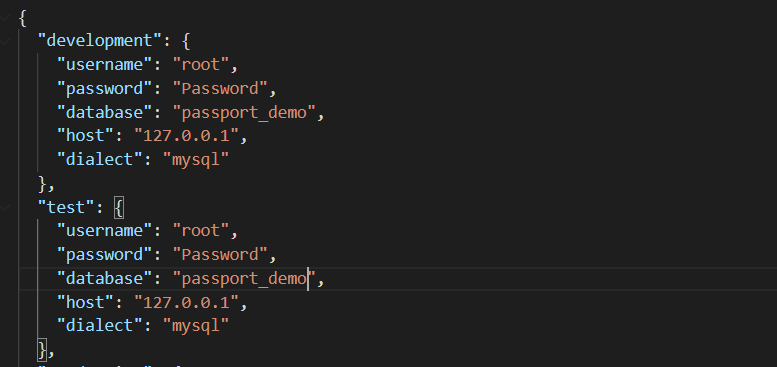 {
"development": {
"username": "root",
"password": "Password",
"database": "passport_demo",
"host": "127.0.0.1",
"dialect": "mysql"
},
"test": {
"username": "root",
"password": "Password",
"database": "passport_demo",
"host": "127.0.0.1",
"dialect": "mysql"
},